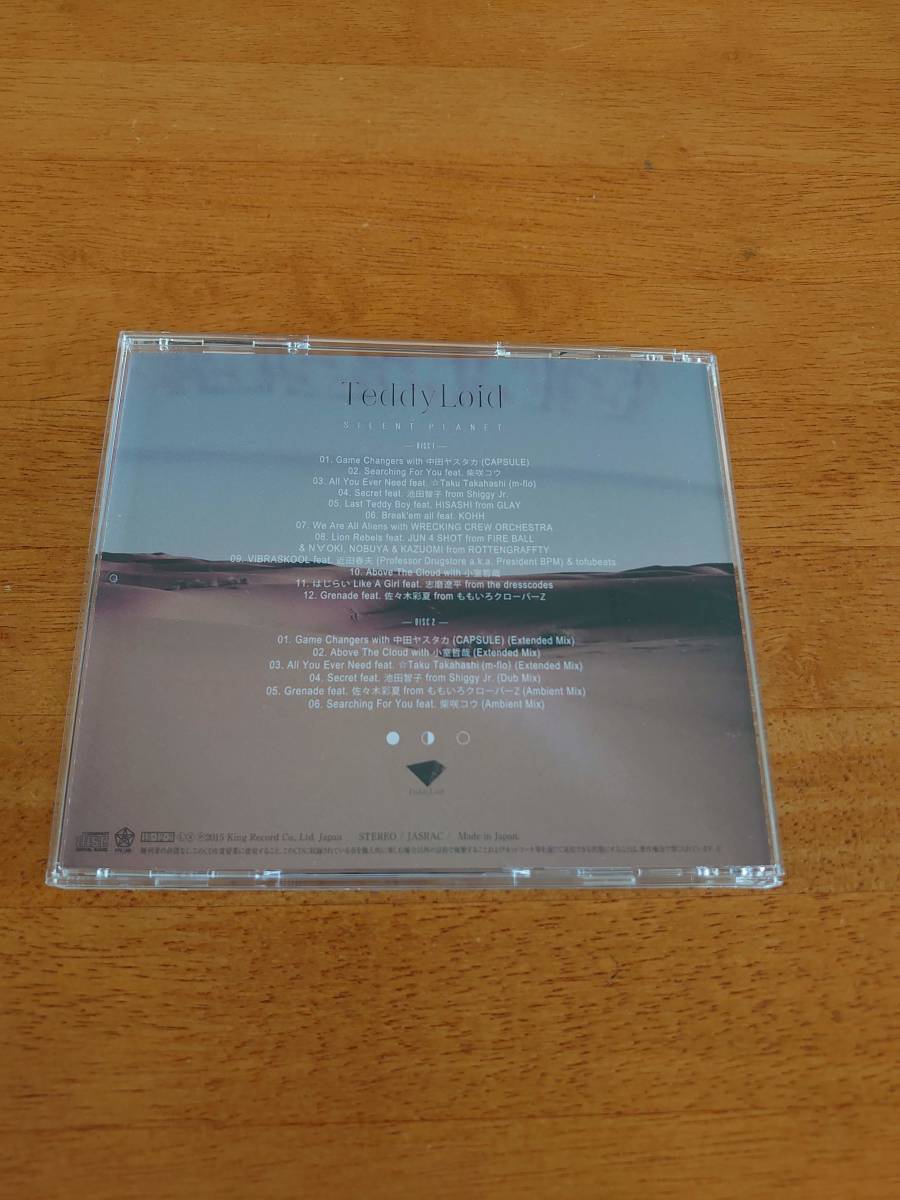 TeddyLoid
SILENT PLANET
— DISC 1 —
01. Game Changers with 中田ヤスタカ (CAPSULE)
02. Searching For You feat. 柴咲コウ
03. All You Ever Need feat. ☆Taku Takahashi (m-flo)
04. Secret feat. 池田智子 from Shiggy Jr.
05. Last Teddy Boy feat. HISASHI from GLAY
06. Break'em all feat. KOHH
07. We Are All Aliens with WRECKING CREW ORCHESTRA
08. Lion Rebels feat. JUN 4 SHOT from FIRE BALL
& N∀OKI, NOBUYA & KAZUOMI from ROTTENGRAFFTY
09. VIBRASKOOL feat. 近田春夫 (Professor Drugstore a.k.a. President BPM) & tofubeats
10. Above The Cloud with 小室哲哉
11. はじらい Like A Girl feat. 志磨遼平 from the dresscodes
12. Grenade feat. 佐々木彩夏 from ももいろクローバーZ
— DISC 2 —
01. Game Changers with 中田ヤスタカ (CAPSULE) (Extended Mix)
02. Above The Cloud with 小室哲哉 (Extended Mix)
03. All You Ever Need feat. ☆Taku Takahashi (m-flo) (Extended Mix)
04. Secret feat. 池田智子 from Shiggy Jr. (Dub Mix)
05. Grenade feat. 佐々木彩夏 from ももいろクローバーZ (Ambient Mix)
06. Searching For You feat. 柴咲コウ (Ambient Mix)
TeddyLoid
Ⓛ Ⓧ ℗2015 King Record Co., Ltd. Japan. STEREO / JASRAC / Made in Japan.